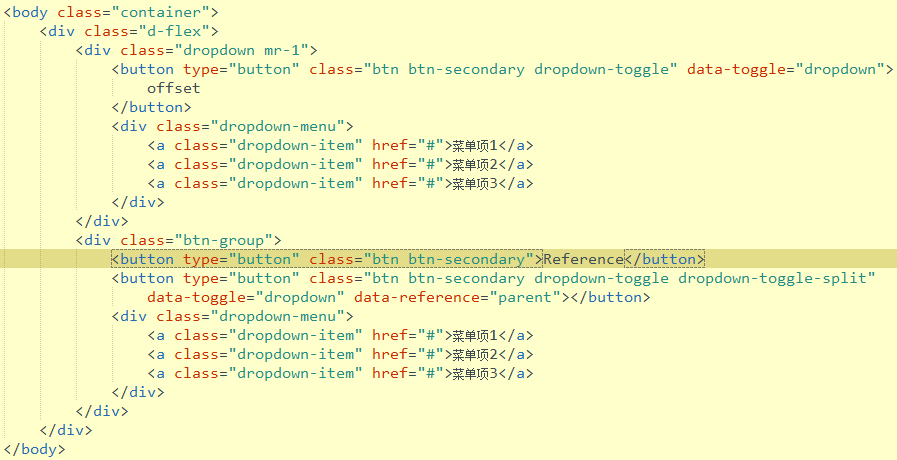 <body class="container">
<div class="d-flex">
<div class="dropdown mr-1">
<button type="button" class="btn btn-secondary dropdown-toggle" data-toggle="dropdown">
offset
</button>
<div class="dropdown-menu">
<a class="dropdown-item" href="#">菜单项1</a>
<a class="dropdown-item" href="#">菜单项2</a>
<a class="dropdown-item" href="#">菜单项3</a>
</div>
</div>
<div class="btn-group">
<button type="button" class="btn btn-secondary">Reference</button>
<button type="button" class="btn btn-secondary dropdown-toggle dropdown-toggle-split"
data-toggle="dropdown" data-reference="parent"></button>
<div class="dropdown-menu">
<a class="dropdown-item" href="#">菜单项1</a>
<a class="dropdown-item" href="#">菜单项2</a>
<a class="dropdown-item" href="#">菜单项3</a>
</div>
</div>
</div>
</body>